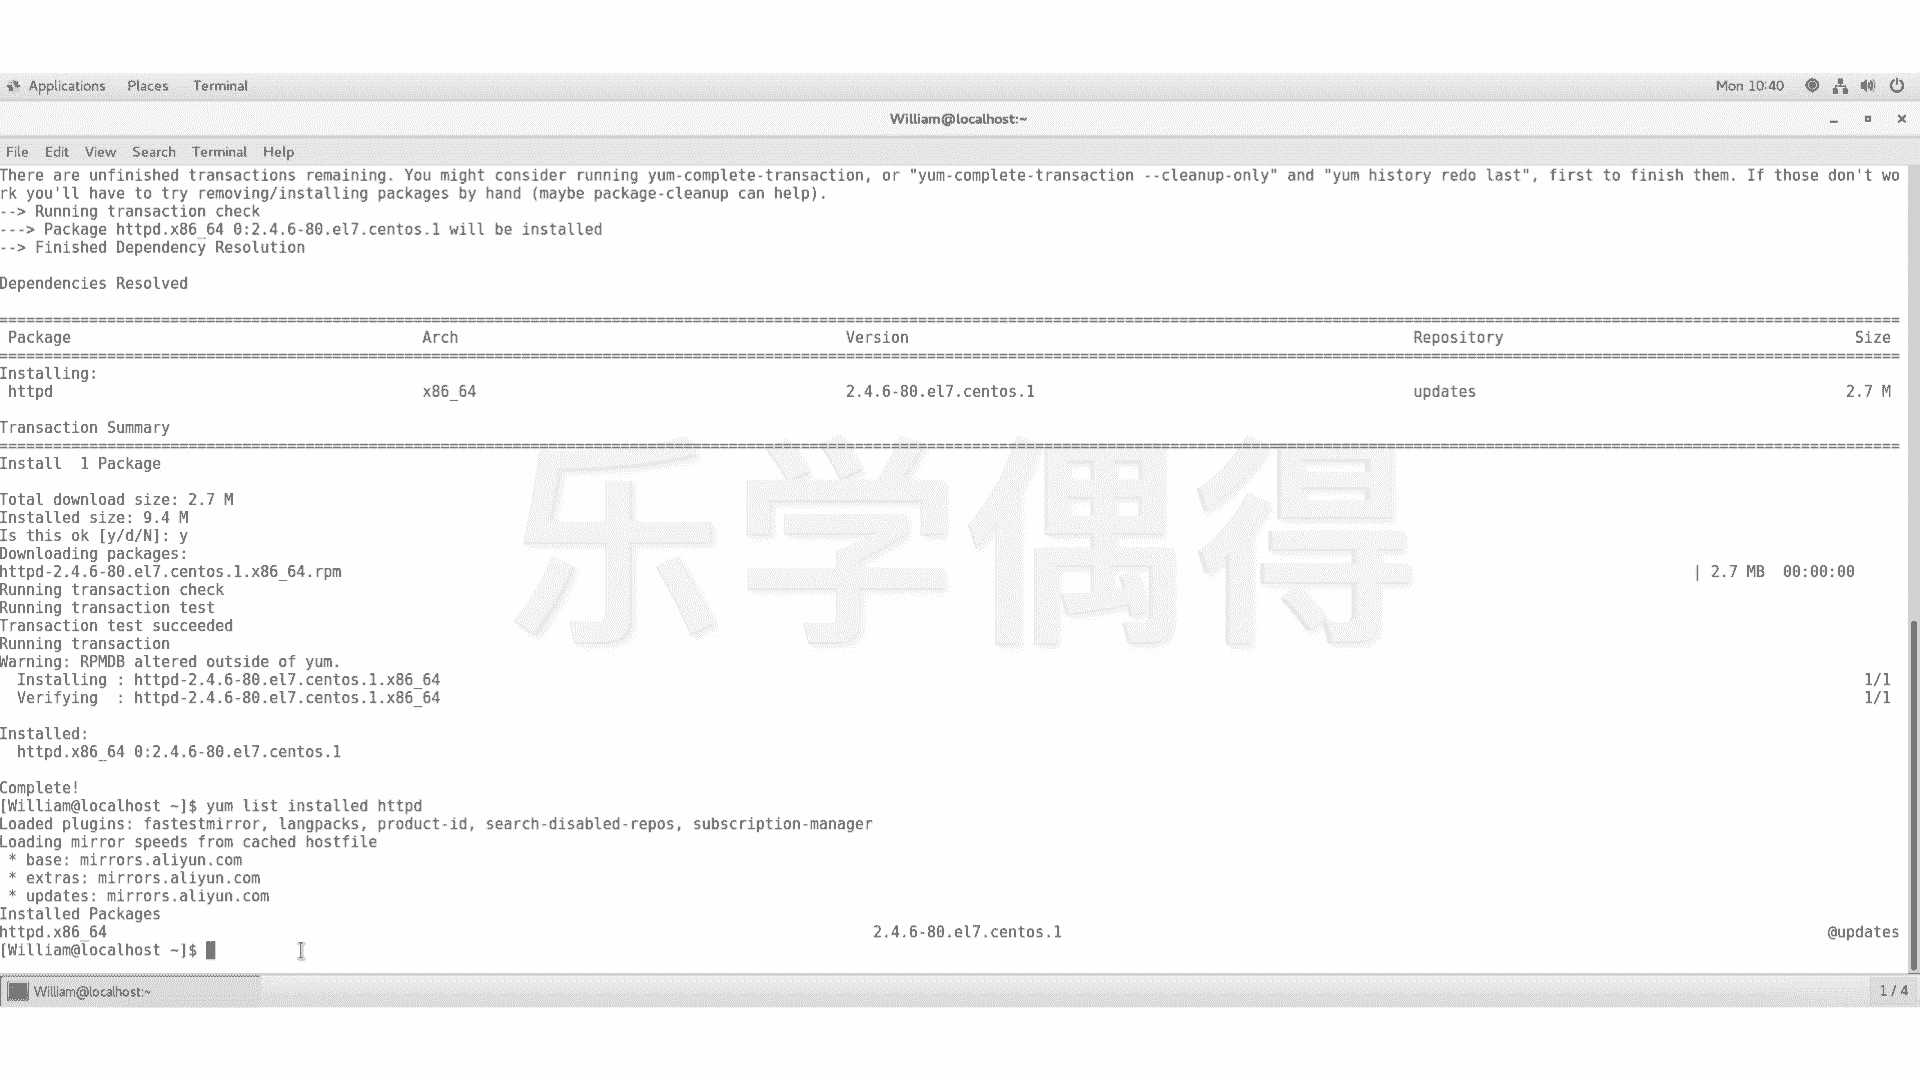 Applications Places Terminal Mon 10:40
William@localhost:~
File Edit View Search Terminal Help
There are unfinished transactions remaining. You might consider running yum-complete-transaction, or "yum-complete-transaction --cleanup-only" and "yum history redo last", first to finish them. If those don't wo
rk you'll have to try removing/installing packages by hand (maybe package-cleanup can help).
--> Running transaction check
---> Package httpd.x86_64 0:2.4.6-80.el7.centos.1 will be installed
--> Finished Dependency Resolution
Dependencies Resolved
Package Arch Version Repository Size
Installing:
httpd x86_64 2.4.6-80.el7.centos.1 updates 2.7 M
Transaction Summary
Install 1 Package
Total download size: 2.7 M
Installed size: 9.4 M
Is this ok [y/d/N]: y
Downloading packages:
httpd-2.4.6-80.el7.centos.1.x86_64.rpm | 2.7 MB 00:00:00
Running transaction check
Running transaction test
Transaction test succeeded
Running transaction
Warning: RPMDB altered outside of yum.
Installing : httpd-2.4.6-80.el7.centos.1.x86_64 1/1
Verifying : httpd-2.4.6-80.el7.centos.1.x86_64 1/1
Installed:
httpd.x86_64 0:2.4.6-80.el7.centos.1
Complete!
[William@localhost ~]$ yum list installed httpd
Loaded plugins: fastestmirror, langpacks, product-id, search-disabled-repos, subscription-manager
Loading mirror speeds from cached hostfile
* base: mirrors.aliyun.com
* extras: mirrors.aliyun.com
* updates: mirrors.aliyun.com
Installed Packages
httpd.x86_64 2.4.6-80.el7.centos.1 @updates
[William@localhost ~]$
William@localhost:~ 1 / 4
乐学偶得